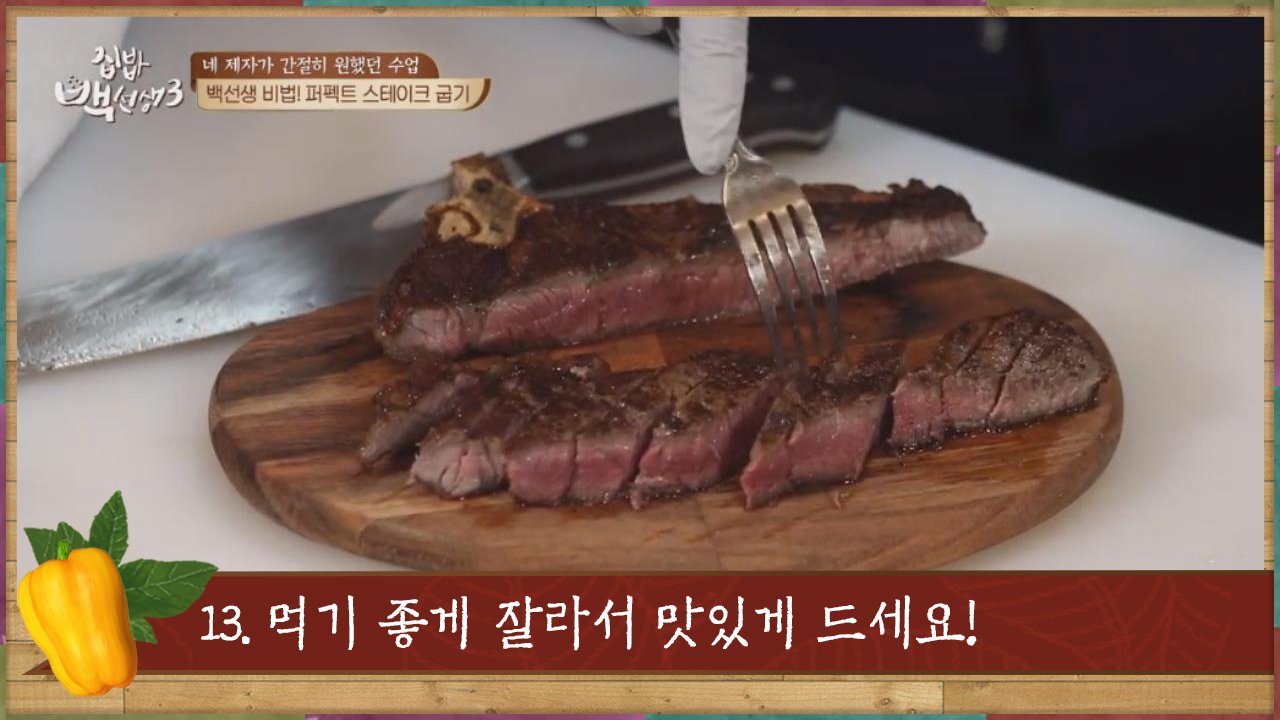 집밥
백선생3
네 제자가 간절히 원했던 수업
백선생 비법! 퍼펙트 스테이크 굽기
13. 먹기 좋게 잘라서 맛있게 드세요!